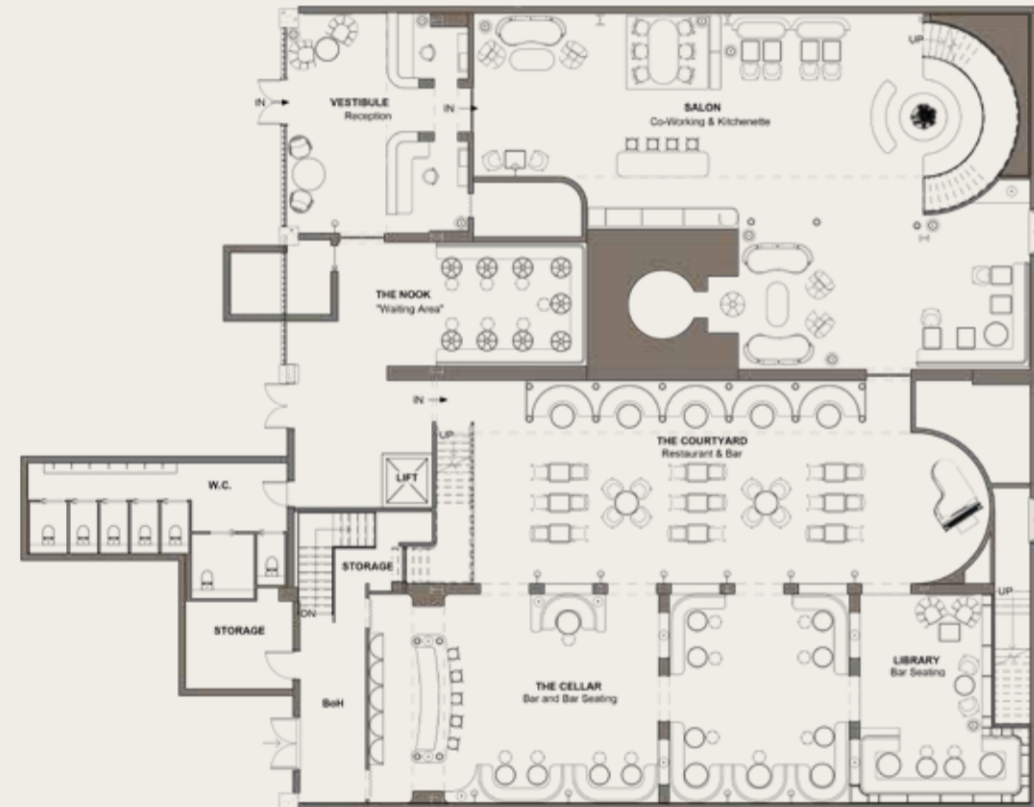 UP
IN
VESTIBULE
Reception
IN
SALON
Co-Working & Kitchenette
THE NOOK
"Waiting Area"
IN
UP
THE COURTYARD
Restaurant & Bar
LIFT
W.C.
STORAGE
DN
UP
STORAGE
THE CELLAR
Bar and Bar Seating
LIBRARY
Bar Seating
BoH